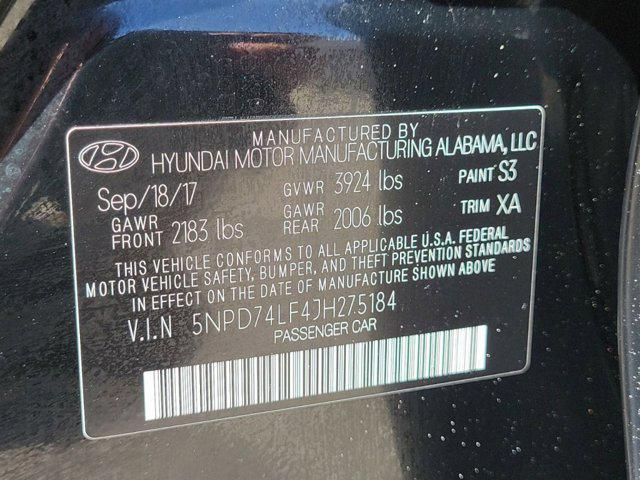 MANUFACTURED BY
HYUNDAI MOTOR MANUFACTURING ALABAMA, LLC
Sep/18/17 GVWR 3924 lbs PAINT S3
GAWR FRONT 2183 lbs GAWR REAR 2006 lbs TRIM XA
THIS VEHICLE CONFORMS TO ALL APPLICABLE U.S.A. FEDERAL
MOTOR VEHICLE SAFETY, BUMPER, AND THEFT PREVENTION STANDARDS
IN EFFECT ON DATE OF MANUFACTURE SHOWN ABOVE
V.I.N 5NPD74LF4JH275184
PASSENGER CAR